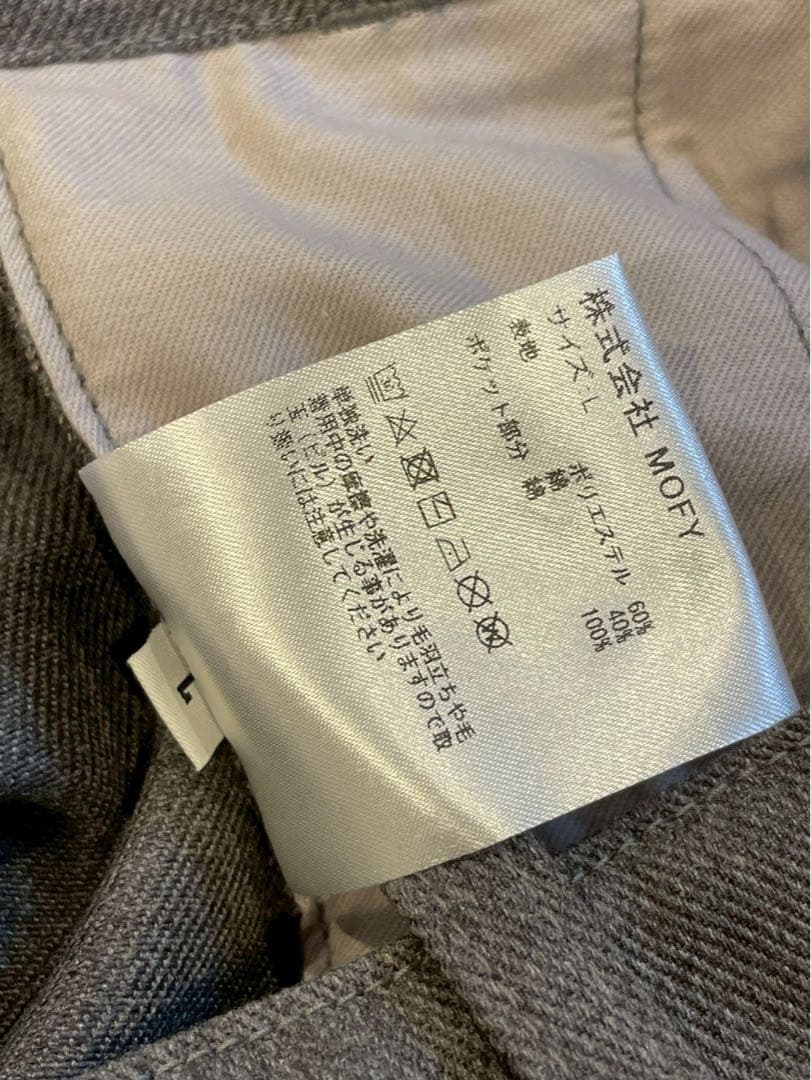 株式会社 MOFY
サイズ：L
表地 ポリエステル 60%
綿 40%
ポケット部分 綿 100%
単独洗い
着用中の摩擦や洗濯により毛羽立ちや毛
玉（ピル）が生じる事がありますので取
り扱いには注意してください
L